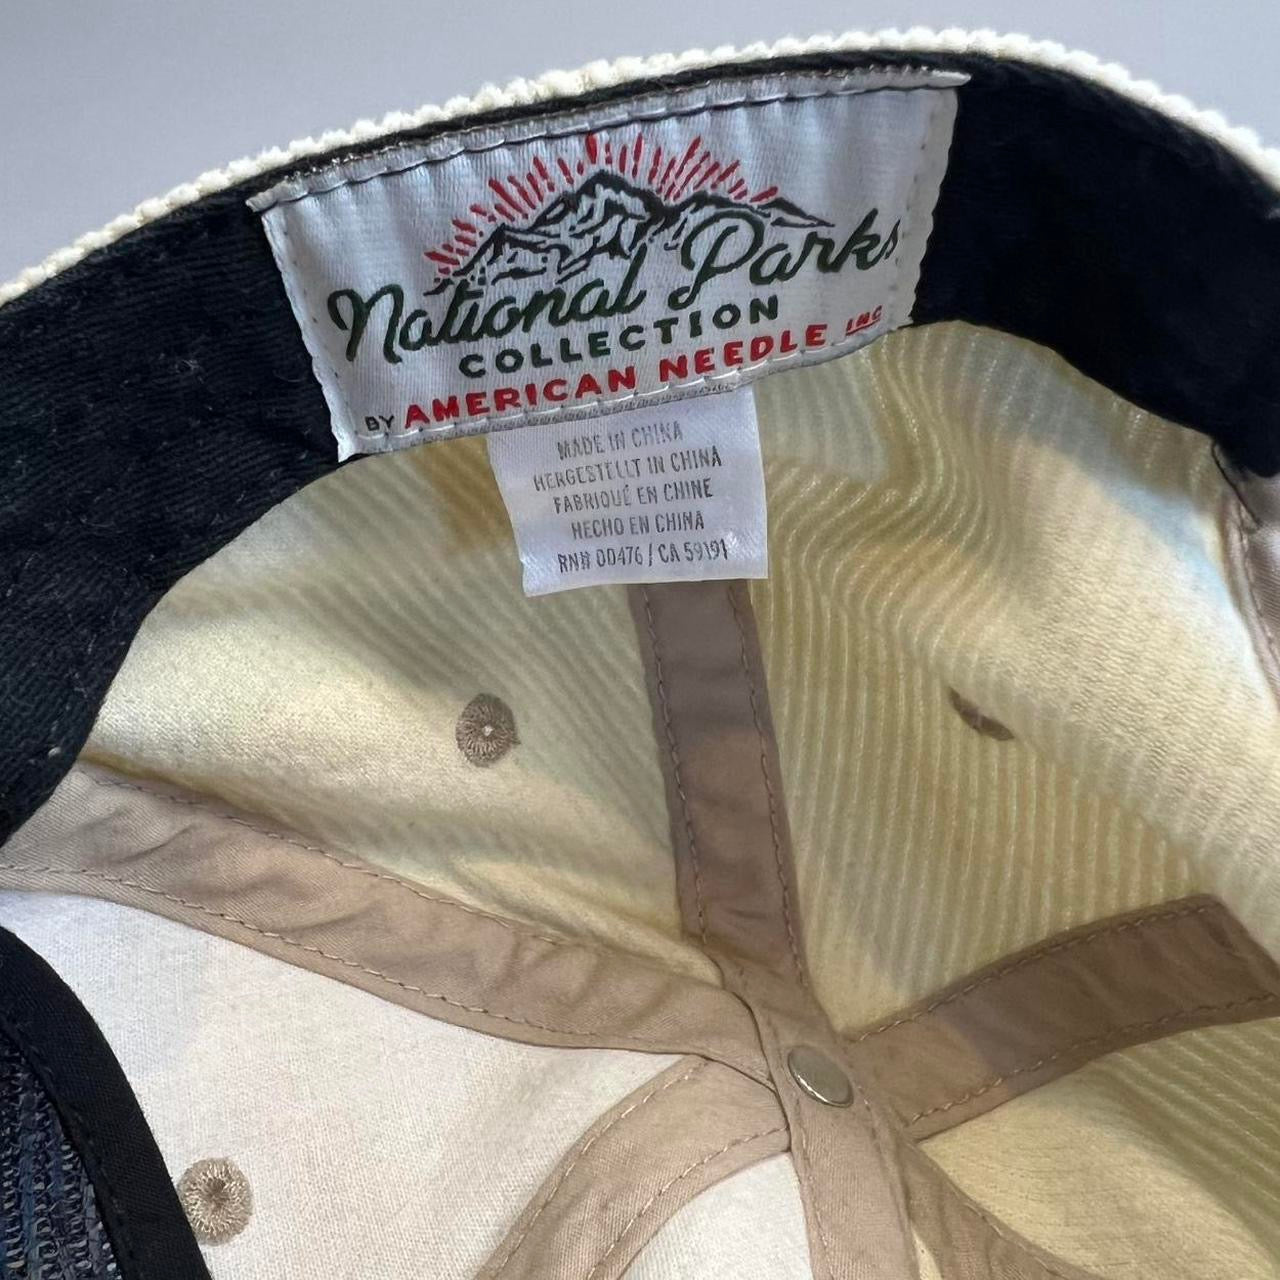 National Parks
COLLECTION
BY AMERICAN NEEDLE INC
MADE IN CHINA
HERGESTELLT IN CHINA
FABRIQUÉ EN CHINE
HECHO EN CHINA
RN# 00476 / CA 59191